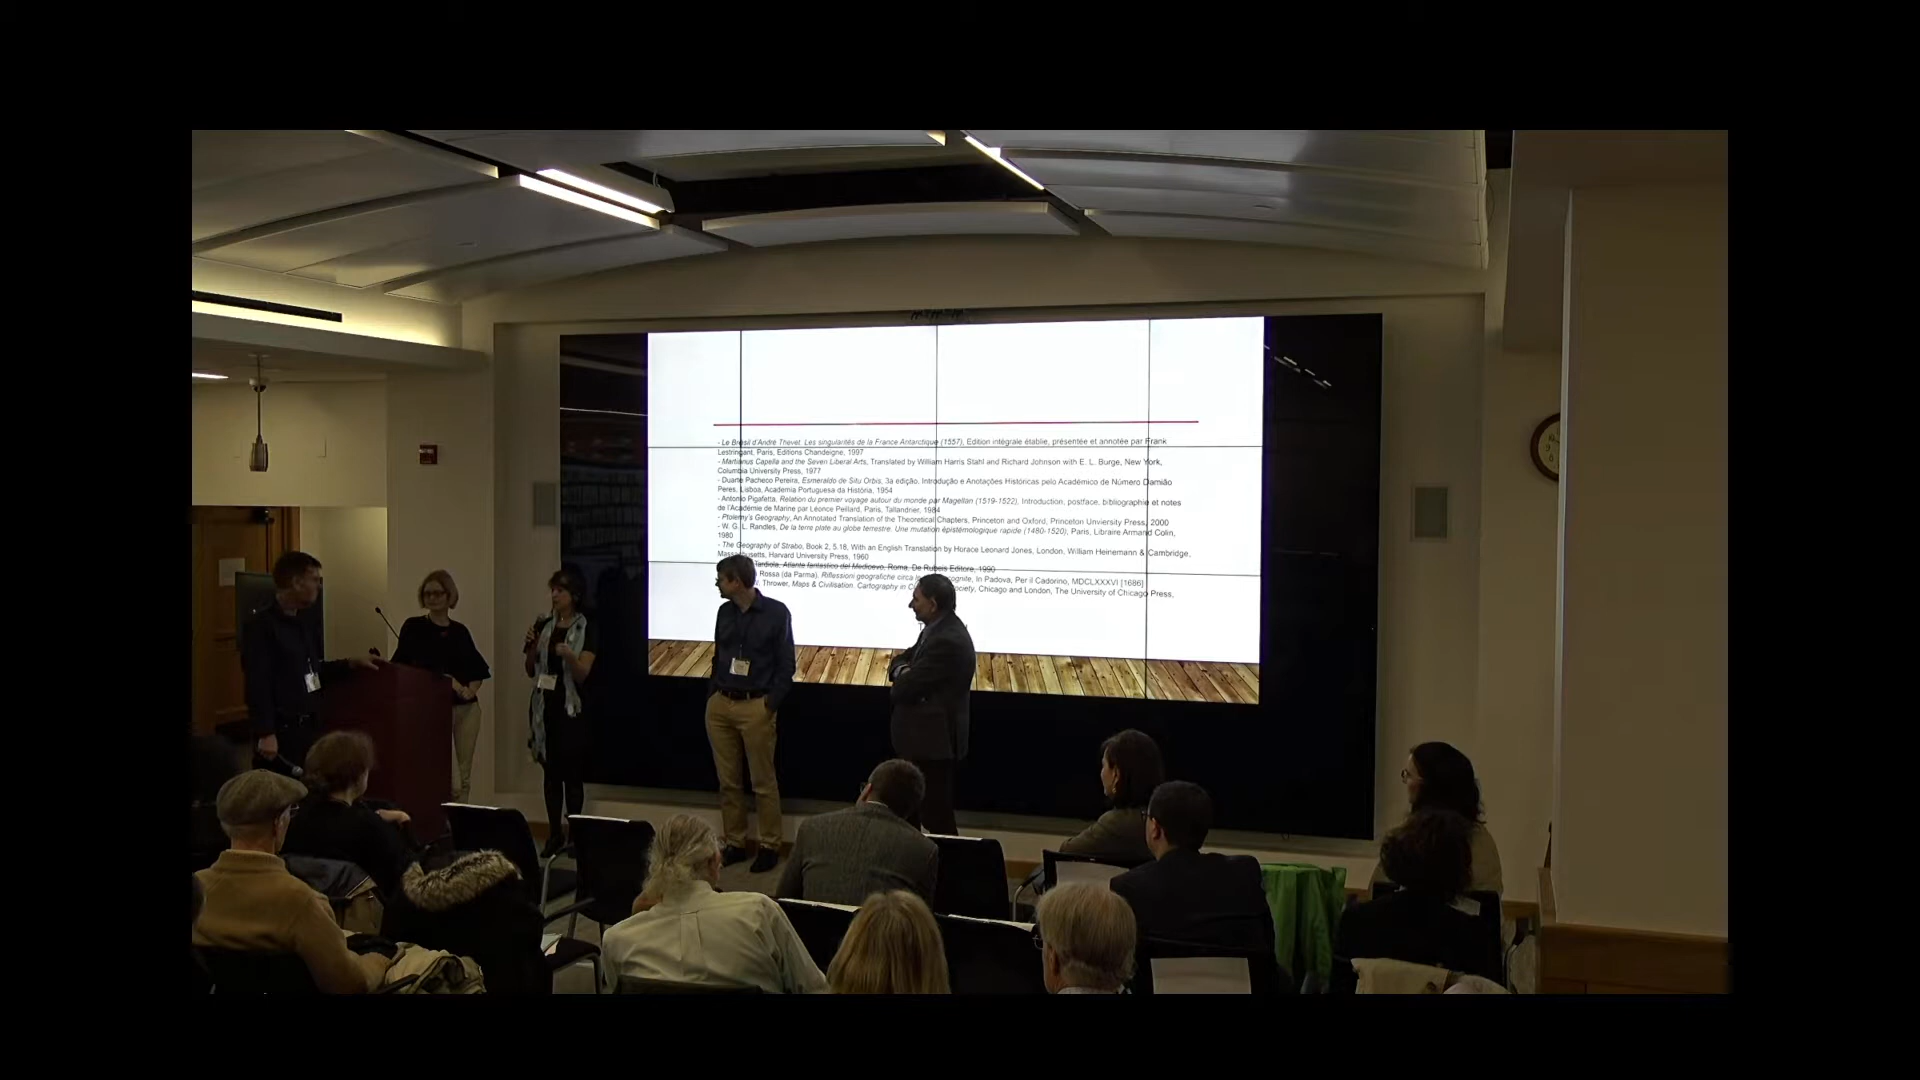 - Le Brésil d'André Thevet. Les singularités de la France Antarctique (1557), Edition intégrale établie, présentée et annotée par Frank
Lestringant, Paris, Editions Chandeigne, 1997
- Martianus Capella and the Seven Liberal Arts, Translated by William Harris Stahl and Richard Johnson with E. L. Burge, New York,
Columbia University Press, 1977
- Duarte Pacheco Pereira, Esmeraldo de Situ Orbis, 3a edição. Introdução e Anotações Históricas pelo Académico de Número Damião
Peres, Lisboa, Academia Portuguesa da História, 1954
- Antonio Pigafetta, Relation du premier voyage autour du monde par Magellan (1519-1522), Introduction, postface, bibliographie et notes
de l'Académie de Marine par Léonce Peillard, Paris, Tallandrier, 1984
- Ptolemy's Geography, An Annotated Translation of the Theoretical Chapters, Princeton and Oxford, Princeton Unviersity Press, 2000
- W. G. L. Randles, De la terre plate au globe terrestre. Une mutation épistémologique rapide (1480-1520), Paris, Libraire Armand Colin,
1980
- The Geography of Strabo, Book 2, 5.18, With an English Translation by Horace Leonard Jones, London, William Heinemann & Cambridge,
Massachusetts, Harvard University Press, 1960
Tardiola, Atlante fantastico del Medioevo, Roma, De Rubeis Editore, 1990
Rossa (da Parma), Riflessioni geografiche circa le incognite, In Padova, Per il Cadorino, MDCLXXXVI [1686]
Thrower, Maps & Civilisation. Cartography in Society, Chicago and London, The University of Chicago Press,